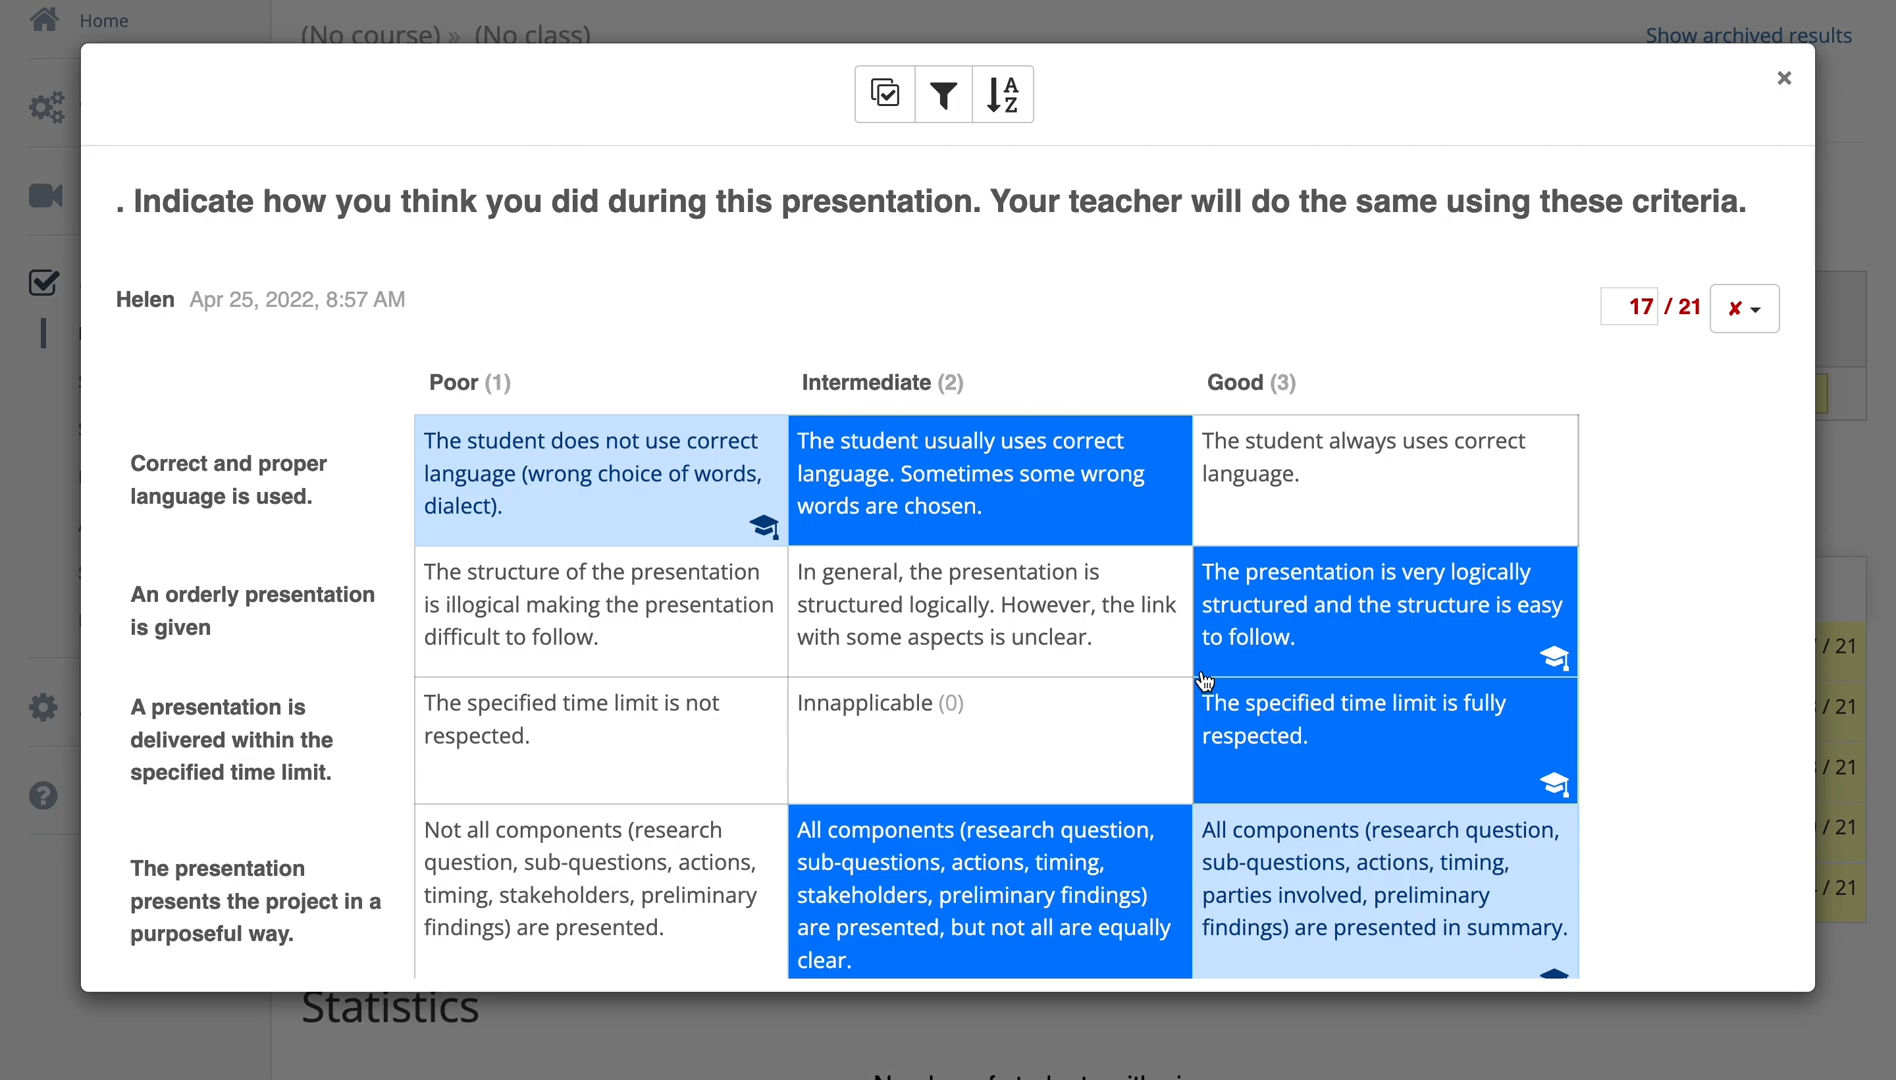 Home
(No course) » (No class)
Show archived results
A
Z
×
. Indicate how you think you did during this presentation. Your teacher will do the same using these criteria.
Helen Apr 25, 2022, 8:57 AM
17 / 21 ✘
Poor (1)
Intermediate (2)
Good (3)
Correct and proper
language is used.
The student does not use correct
language (wrong choice of words,
dialect).
The student usually uses correct
language. Sometimes some wrong
words are chosen.
The student always uses correct
language.
An orderly presentation
is given
The structure of the presentation
is illogical making the presentation
difficult to follow.
In general, the presentation is
structured logically. However, the link
with some aspects is unclear.
The presentation is very logically
structured and the structure is easy
to follow.
A presentation is
delivered within the
specified time limit.
The specified time limit is not
respected.
Innapplicable (0)
The specified time limit is fully
respected.
The presentation
presents the project in a
purposeful way.
Not all components (research
question, sub-questions, actions,
timing, stakeholders, preliminary
findings) are presented.
All components (research question,
sub-questions, actions, timing,
stakeholders, preliminary findings)
are presented, but not all are equally
clear.
All components (research question,
sub-questions, actions, timing,
parties involved, preliminary
findings) are presented in summary.
/ 21
/ 21
/ 21
/ 21
/ 21
Statistics